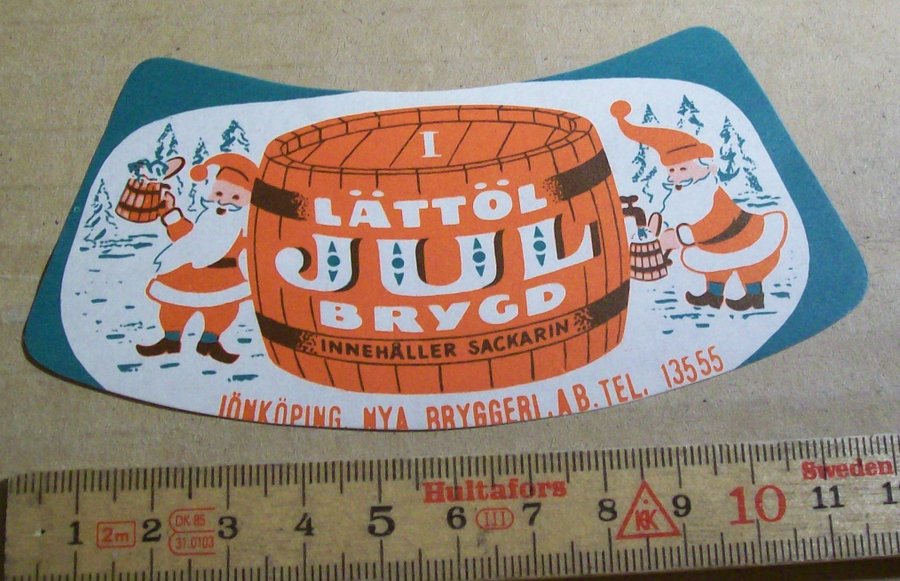 I
LÄTTÖL
JUL
BRYGD
INNEHÅLLER SACKARIN
JÖNKÖPING. NYA BRYGGERI.AB.TEL. 13555
Hultafors
Sweden
1 2m 2 DK 85 3 4 5 6 III 7 8 K 9 10 11
31.0103